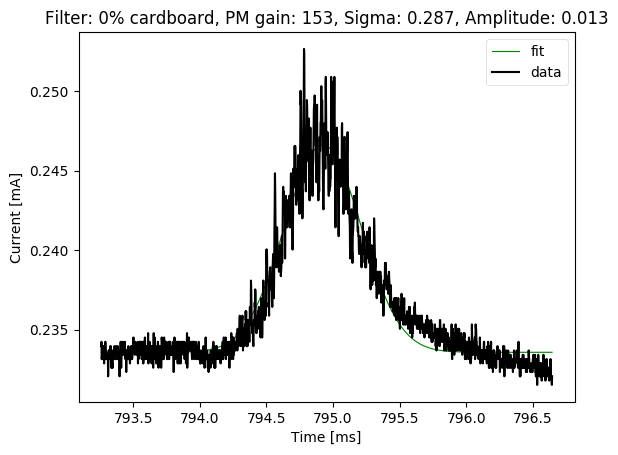 Filter: 0% cardboard, PM gain: 153, Sigma: 0.287, Amplitude: 0.013
fit
data
0.250
0.245
0.240
0.235
Current [mA]
793.5 794.0 794.5 795.0 795.5 796.0 796.5
Time [ms]